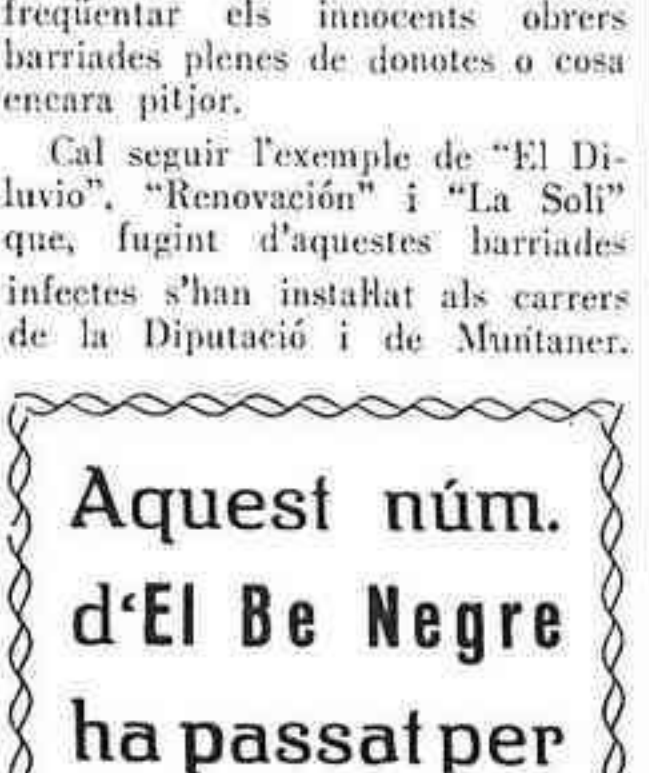 freqüentar els innocents obrers
barriades plenes de donotes o cosa
encara pitjor.
Cal seguir l'exemple de "El Di-
luvio", "Renovación" i "La Soli"
que, fugint d'aquestes barriades
infectes s'han instaŀlat als carrers
de la Diputació i de Muntaner.
Aquest núm.
d'El Be Negre
ha passat per